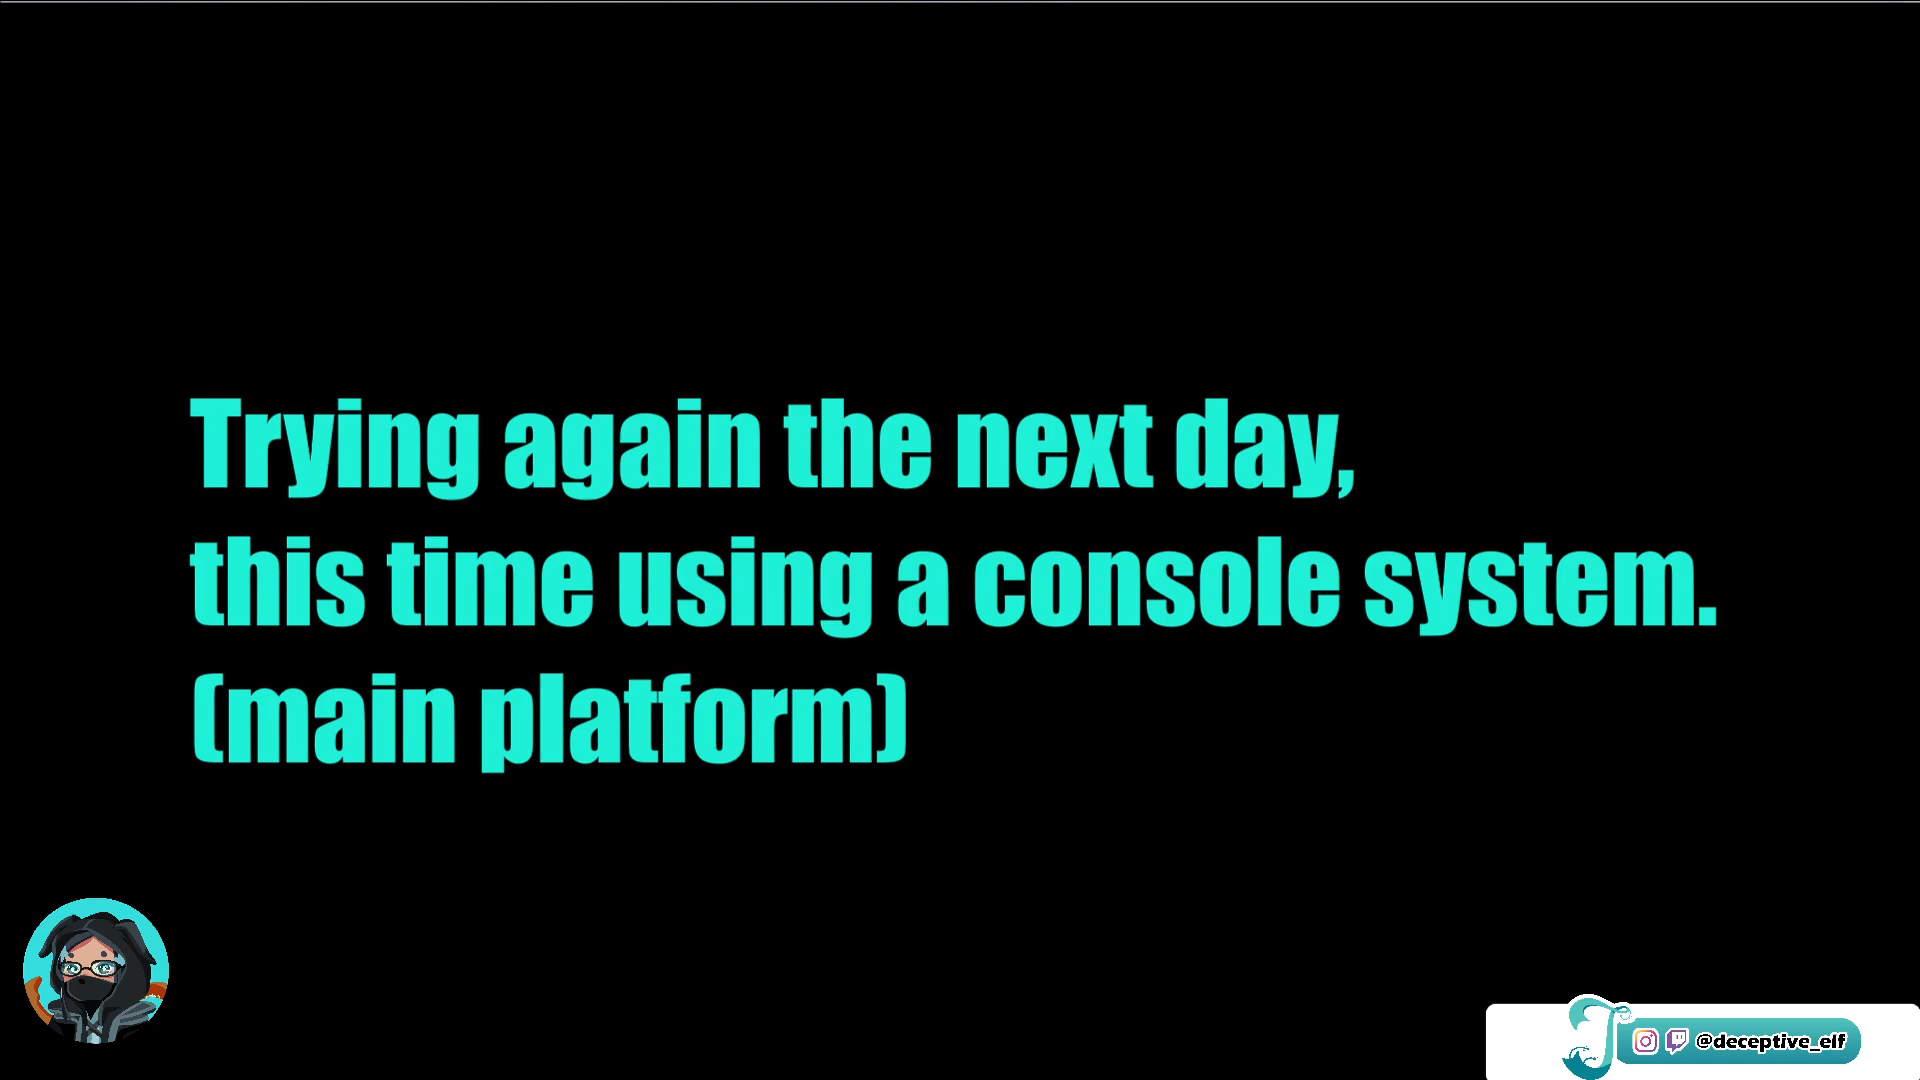 Trying again the next day,
this time using a console system.
(main platform)
@deceptive_elf